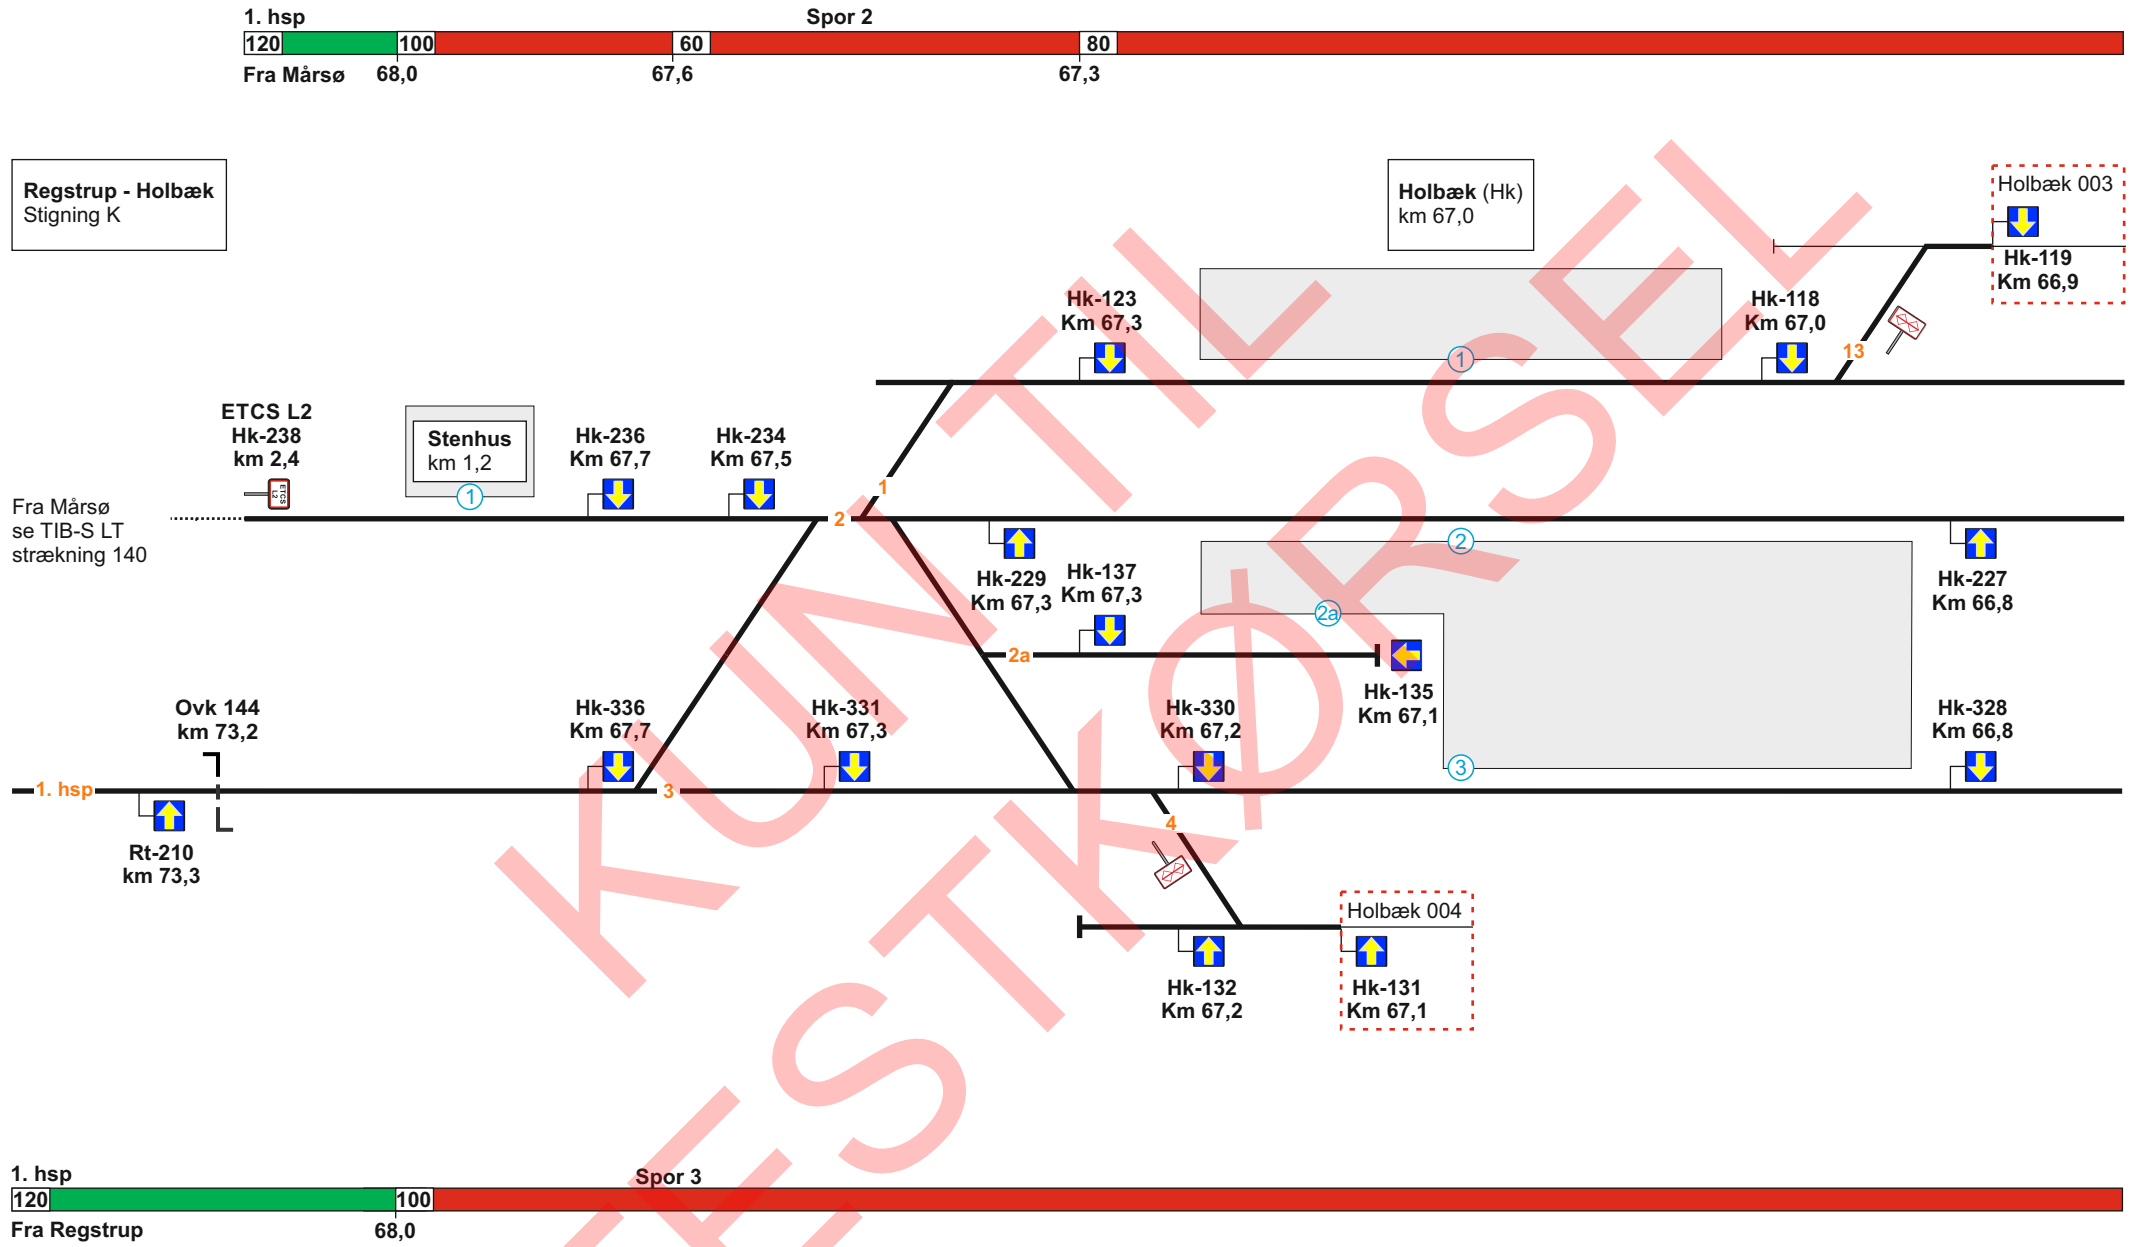 1. hsp
Spor 2
120
100
60
80
Fra Mårsø
68,0
67,6
67,3
Regstrup - Holbæk
Stigning K
Holbæk (Hk)
km 67,0
Holbæk 003
Hk-119
Km 66,9
Hk-123
Km 67,3
Hk-118
Km 67,0
1
13
ETCS L2
Hk-238
km 2,4
ETCS
L2
Stenhus
km 1,2
1
Hk-236
Km 67,7
Hk-234
Km 67,5
1
Fra Mårsø
se TIB-S LT
strækning 140
2
2
Hk-229
Km 67,3
Hk-137
Km 67,3
Hk-227
Km 66,8
2a
2a
Hk-135
Km 67,1
Ovk 144
km 73,2
Hk-336
Km 67,7
Hk-331
Km 67,3
Hk-330
Km 67,2
Hk-328
Km 66,8
3
1. hsp
3
4
Rt-210
km 73,3
Holbæk 004
Hk-132
Km 67,2
Hk-131
Km 67,1
KUN TIL
TESTKØRSEL
1. hsp
Spor 3
120
100
Fra Regstrup
68,0